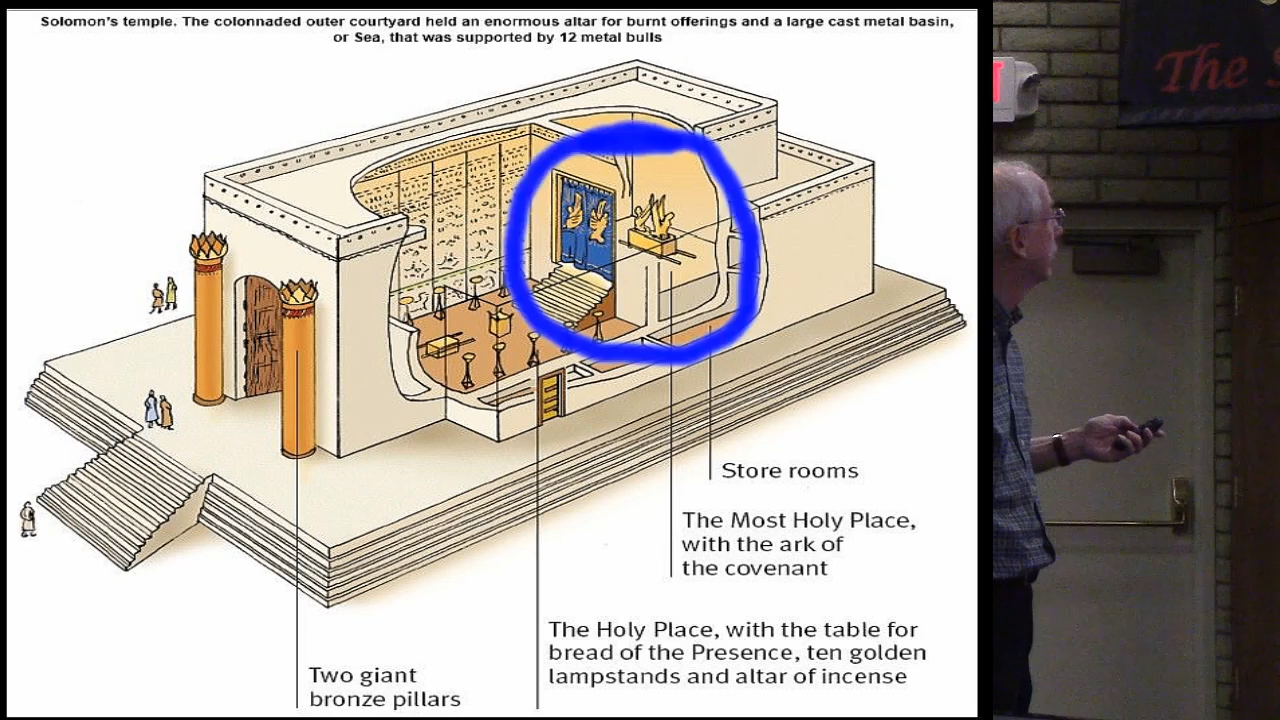 Solomon's temple. The colonnaded outer courtyard held an enormous altar for burnt offerings and a large cast metal basin,
or Sea, that was supported by 12 metal bulls
The
Store rooms
The Most Holy Place,
with the ark of
the covenant
The Holy Place, with the table for
bread of the Presence, ten golden
lampstands and altar of incense
Two giant
bronze pillars